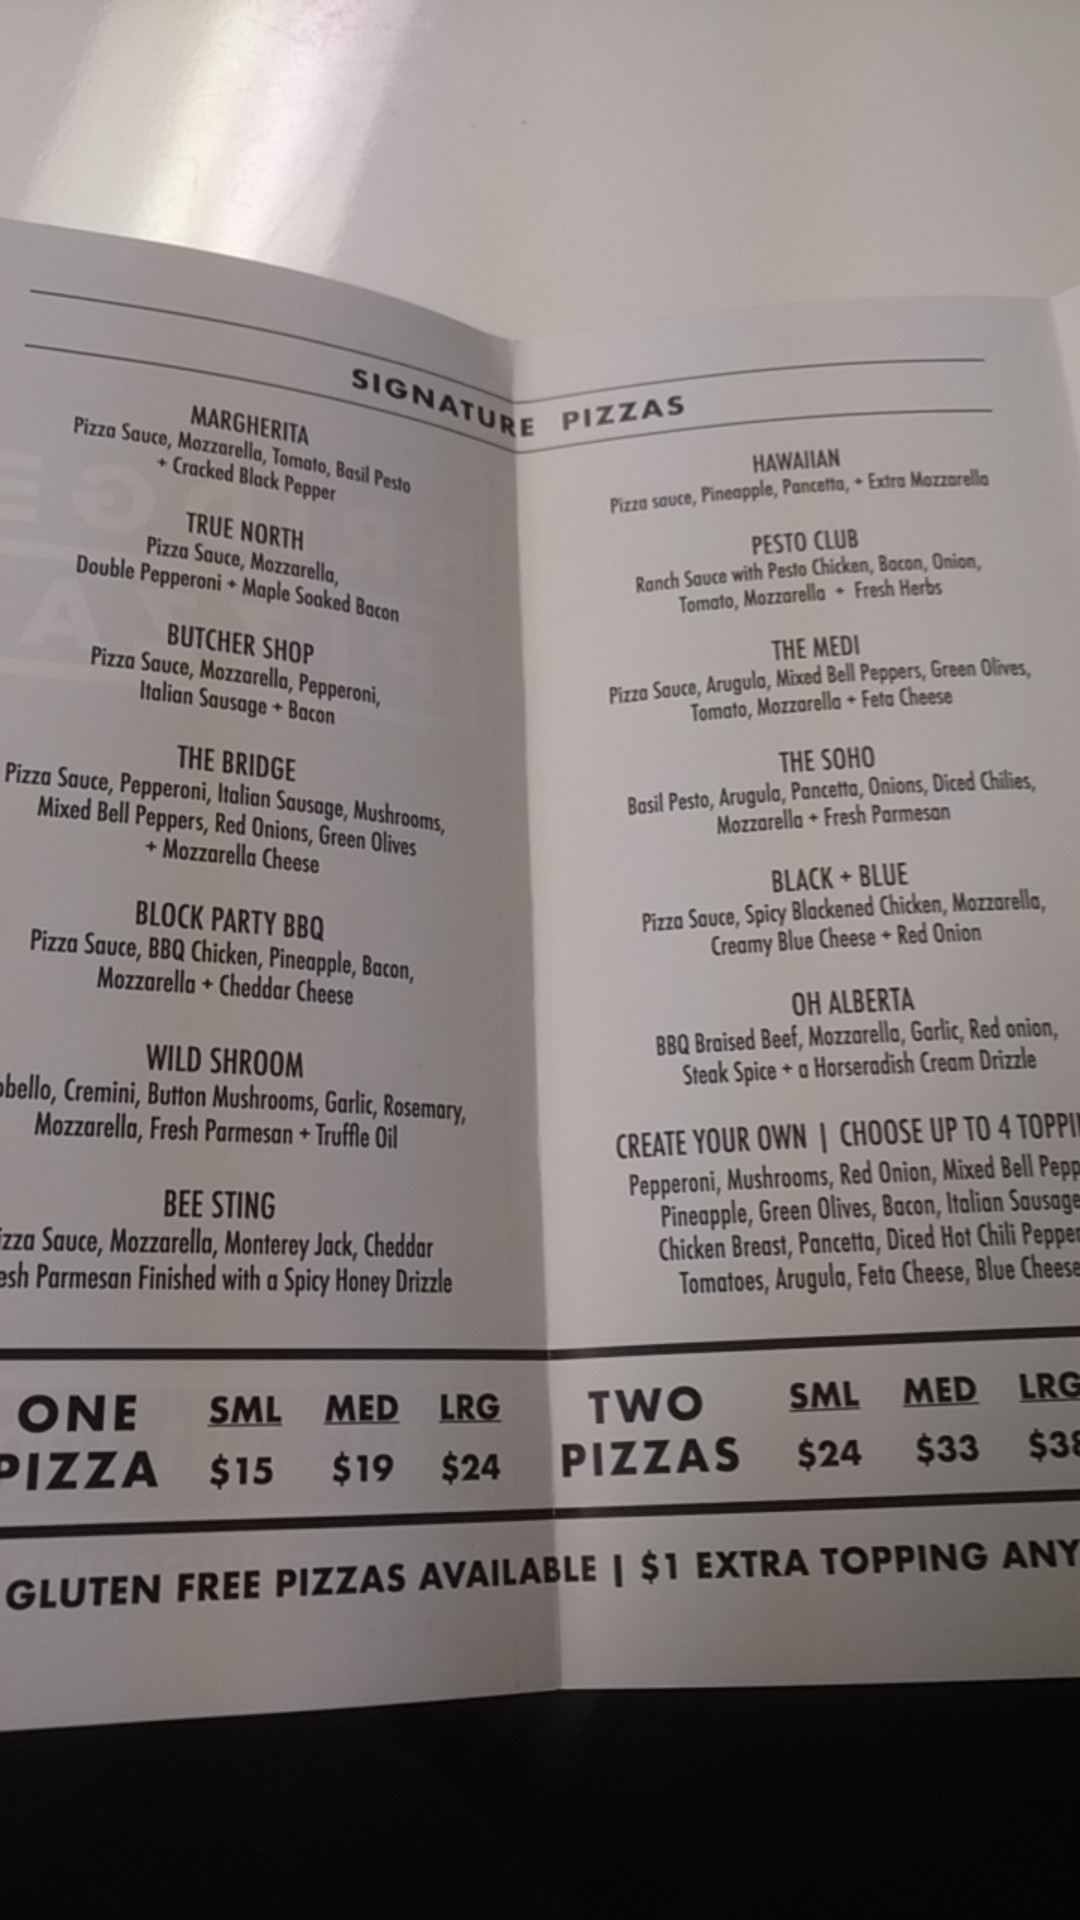 SIGNATURE PIZZAS
MARGHERITA
Pizza Sauce, Mozzarella, Tomato, Basil Pesto
+ Cracked Black Pepper
TRUE NORTH
Pizza Sauce, Mozzarella,
Double Pepperoni + Maple Soaked Bacon
BUTCHER SHOP
Pizza Sauce, Mozzarella, Pepperoni,
Italian Sausage + Bacon
THE BRIDGE
Pizza Sauce, Pepperoni, Italian Sausage, Mushrooms,
Mixed Bell Peppers, Red Onions, Green Olives
+ Mozzarella Cheese
BLOCK PARTY BBQ
Pizza Sauce, BBQ Chicken, Pineapple, Bacon,
Mozzarella + Cheddar Cheese
WILD SHROOM
obello, Cremini, Button Mushrooms, Garlic, Rosemary,
Mozzarella, Fresh Parmesan + Truffle Oil
BEE STING
izza Sauce, Mozzarella, Monterey Jack, Cheddar
esh Parmesan Finished with a Spicy Honey Drizzle
HAWAIIAN
Pizza sauce, Pineapple, Pancetta, + Extra Mozzarella
PESTO CLUB
Ranch Sauce with Pesto Chicken, Bacon, Onion,
Tomato, Mozzarella + Fresh Herbs
THE MEDI
Pizza Sauce, Arugula, Mixed Bell Peppers, Green Olives,
Tomato, Mozzarella + Feta Cheese
THE SOHO
Basil Pesto, Arugula, Pancetta, Onions, Diced Chilies,
Mozzarella + Fresh Parmesan
BLACK + BLUE
Pizza Sauce, Spicy Blackened Chicken, Mozzarella,
Creamy Blue Cheese + Red Onion
OH ALBERTA
BBQ Braised Beef, Mozzarella, Garlic, Red onion,
Steak Spice + a Horseradish Cream Drizzle
CREATE YOUR OWN | CHOOSE UP TO 4 TOPPI
Pepperoni, Mushrooms, Red Onion, Mixed Bell Pepp
Pineapple, Green Olives, Bacon, Italian Sausage
Chicken Breast, Pancetta, Diced Hot Chili Pepper
Tomatoes, Arugula, Feta Cheese, Blue Cheese
ONE PIZZA
SML MED LRG
$15 $19 $24
TWO PIZZAS
SML MED LRG
$24 $33 $38
GLUTEN FREE PIZZAS AVAILABLE | $1 EXTRA TOPPING ANY